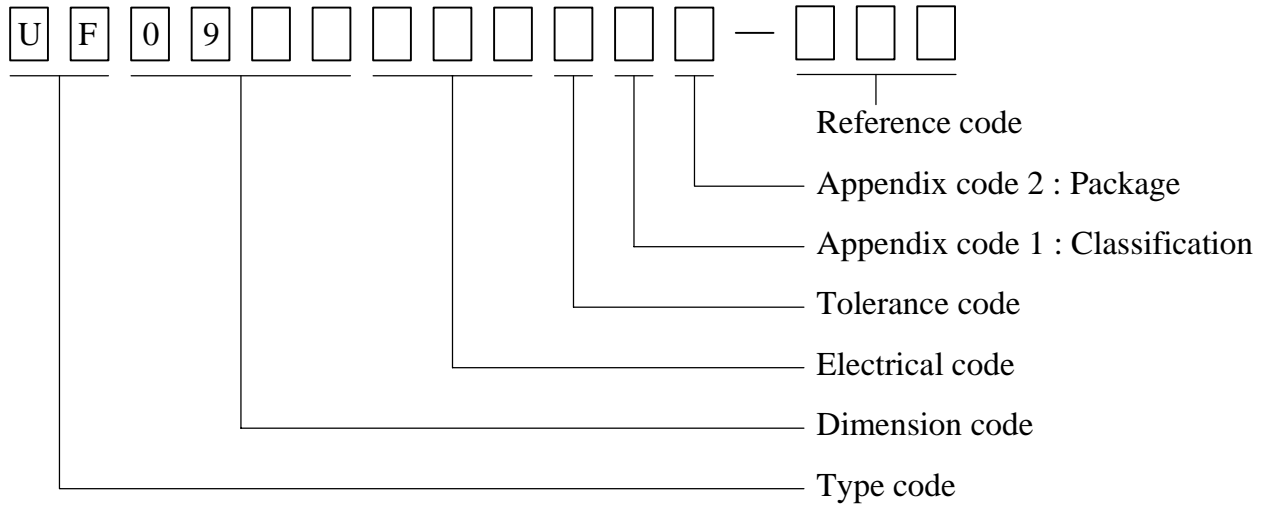 U F 0 9 —
Reference code
Appendix code 2 : Package
Appendix code 1 : Classification
Tolerance code
Electrical code
Dimension code
Type code